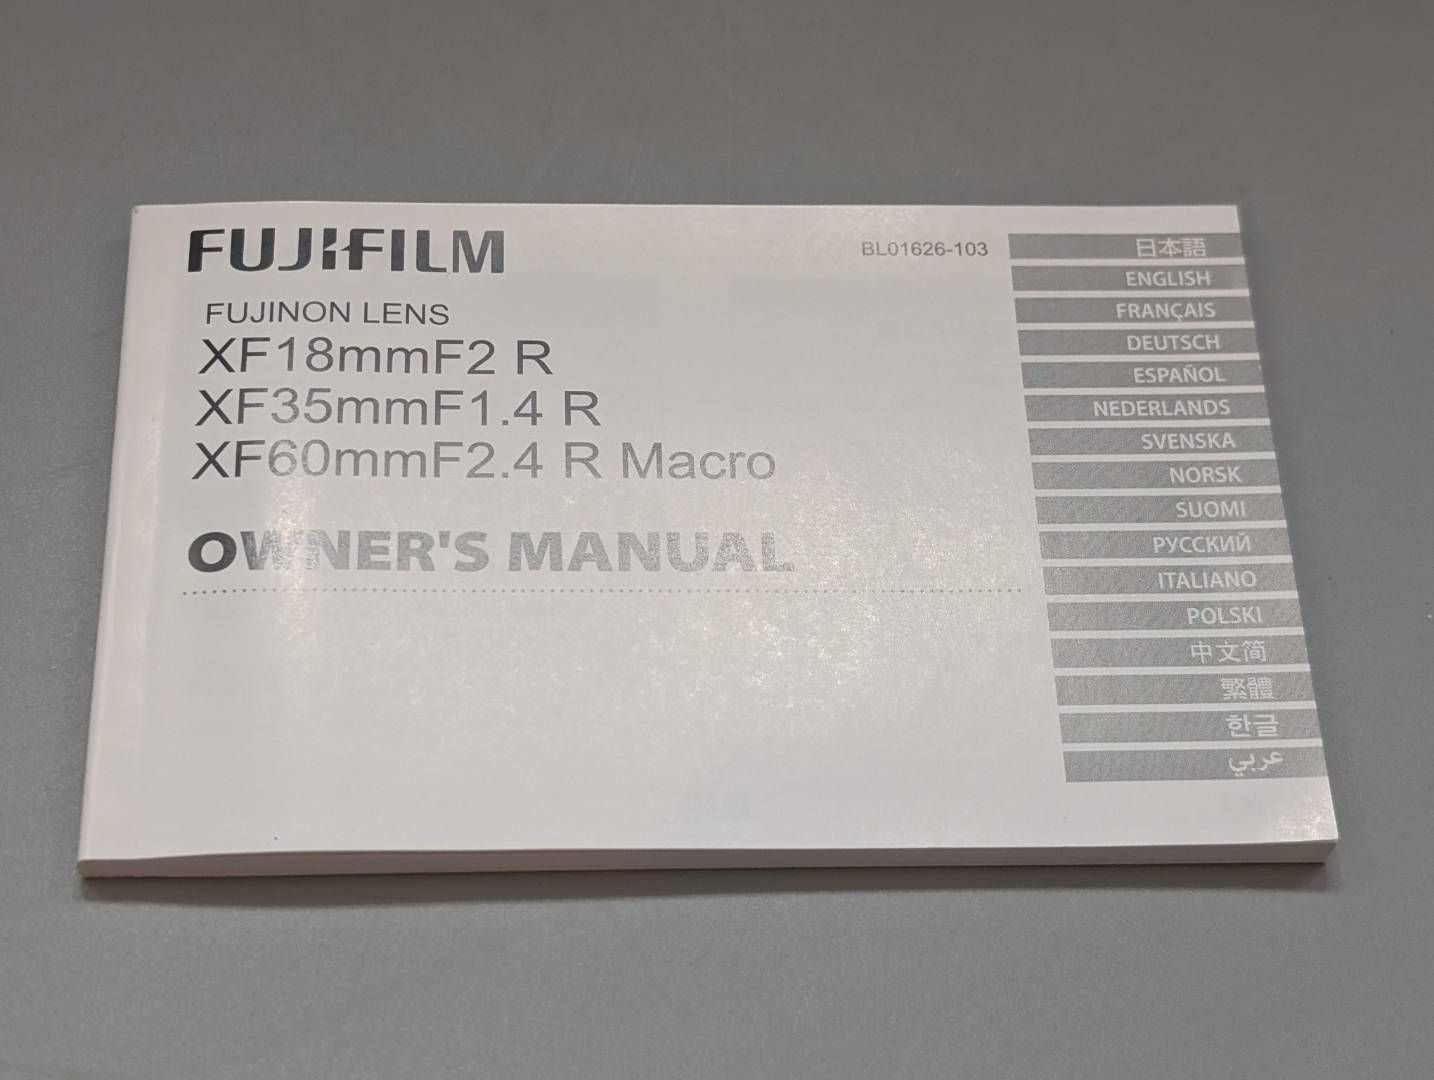 FUJIFILM
BL01626-103
FUJINON LENS
XF18mmF2 R
XF35mmF1.4 R
XF60mmF2.4 R Macro
OWNER'S MANUAL
日本語
ENGLISH
FRANÇAIS
DEUTSCH
ESPAÑOL
NEDERLANDS
SVENSKA
NORSK
SUOMI
РУССКИЙ
ITALIANO
POLSKI
中文简
繁體
한글
عربي